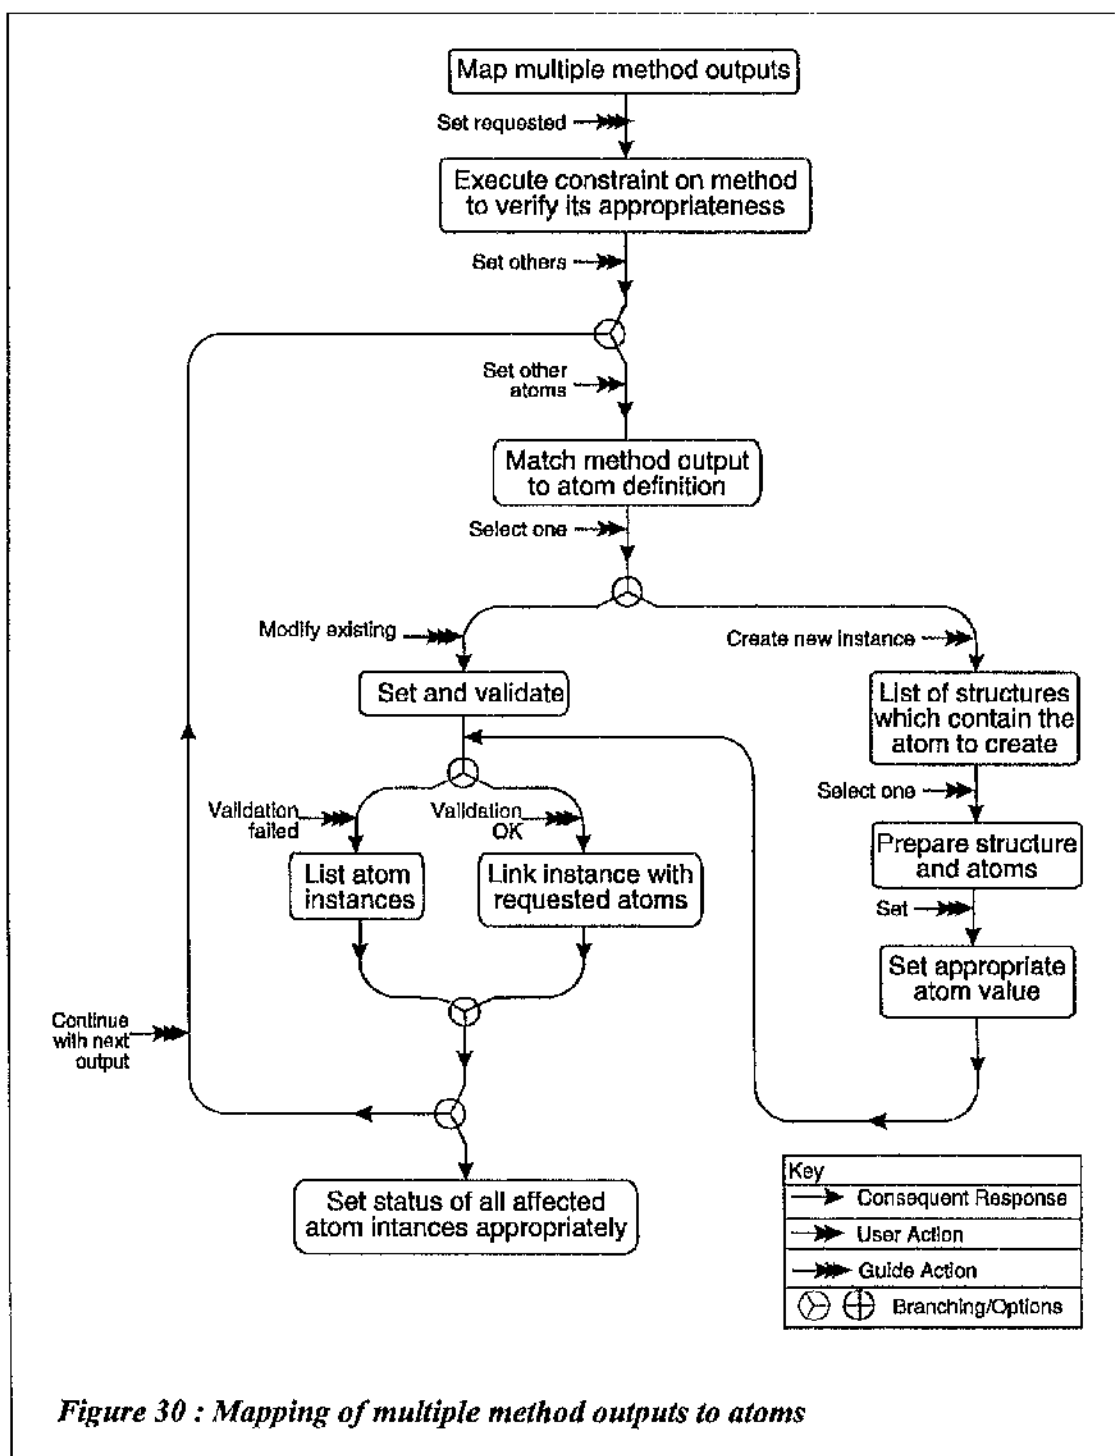 Map multiple method outputs
Set requested
Execute constraint on method
to verify its appropriateness
Set others
Set other
atoms
Match method output
to atom definition
Select one
Modify existing
Create new instance
Set and validate
List of structures
which contain the
atom to create
Validation
failed
Validation
OK
Select one
List atom
instances
Link instance with
requested atoms
Prepare structure
and atoms
Set
Set appropriate
atom value
Continue
with next
output
Set status of all affected
atom intances appropriately
Key
Consequent Response
User Action
Guide Action
Branching/Options
Figure 30 : Mapping of multiple method outputs to atoms